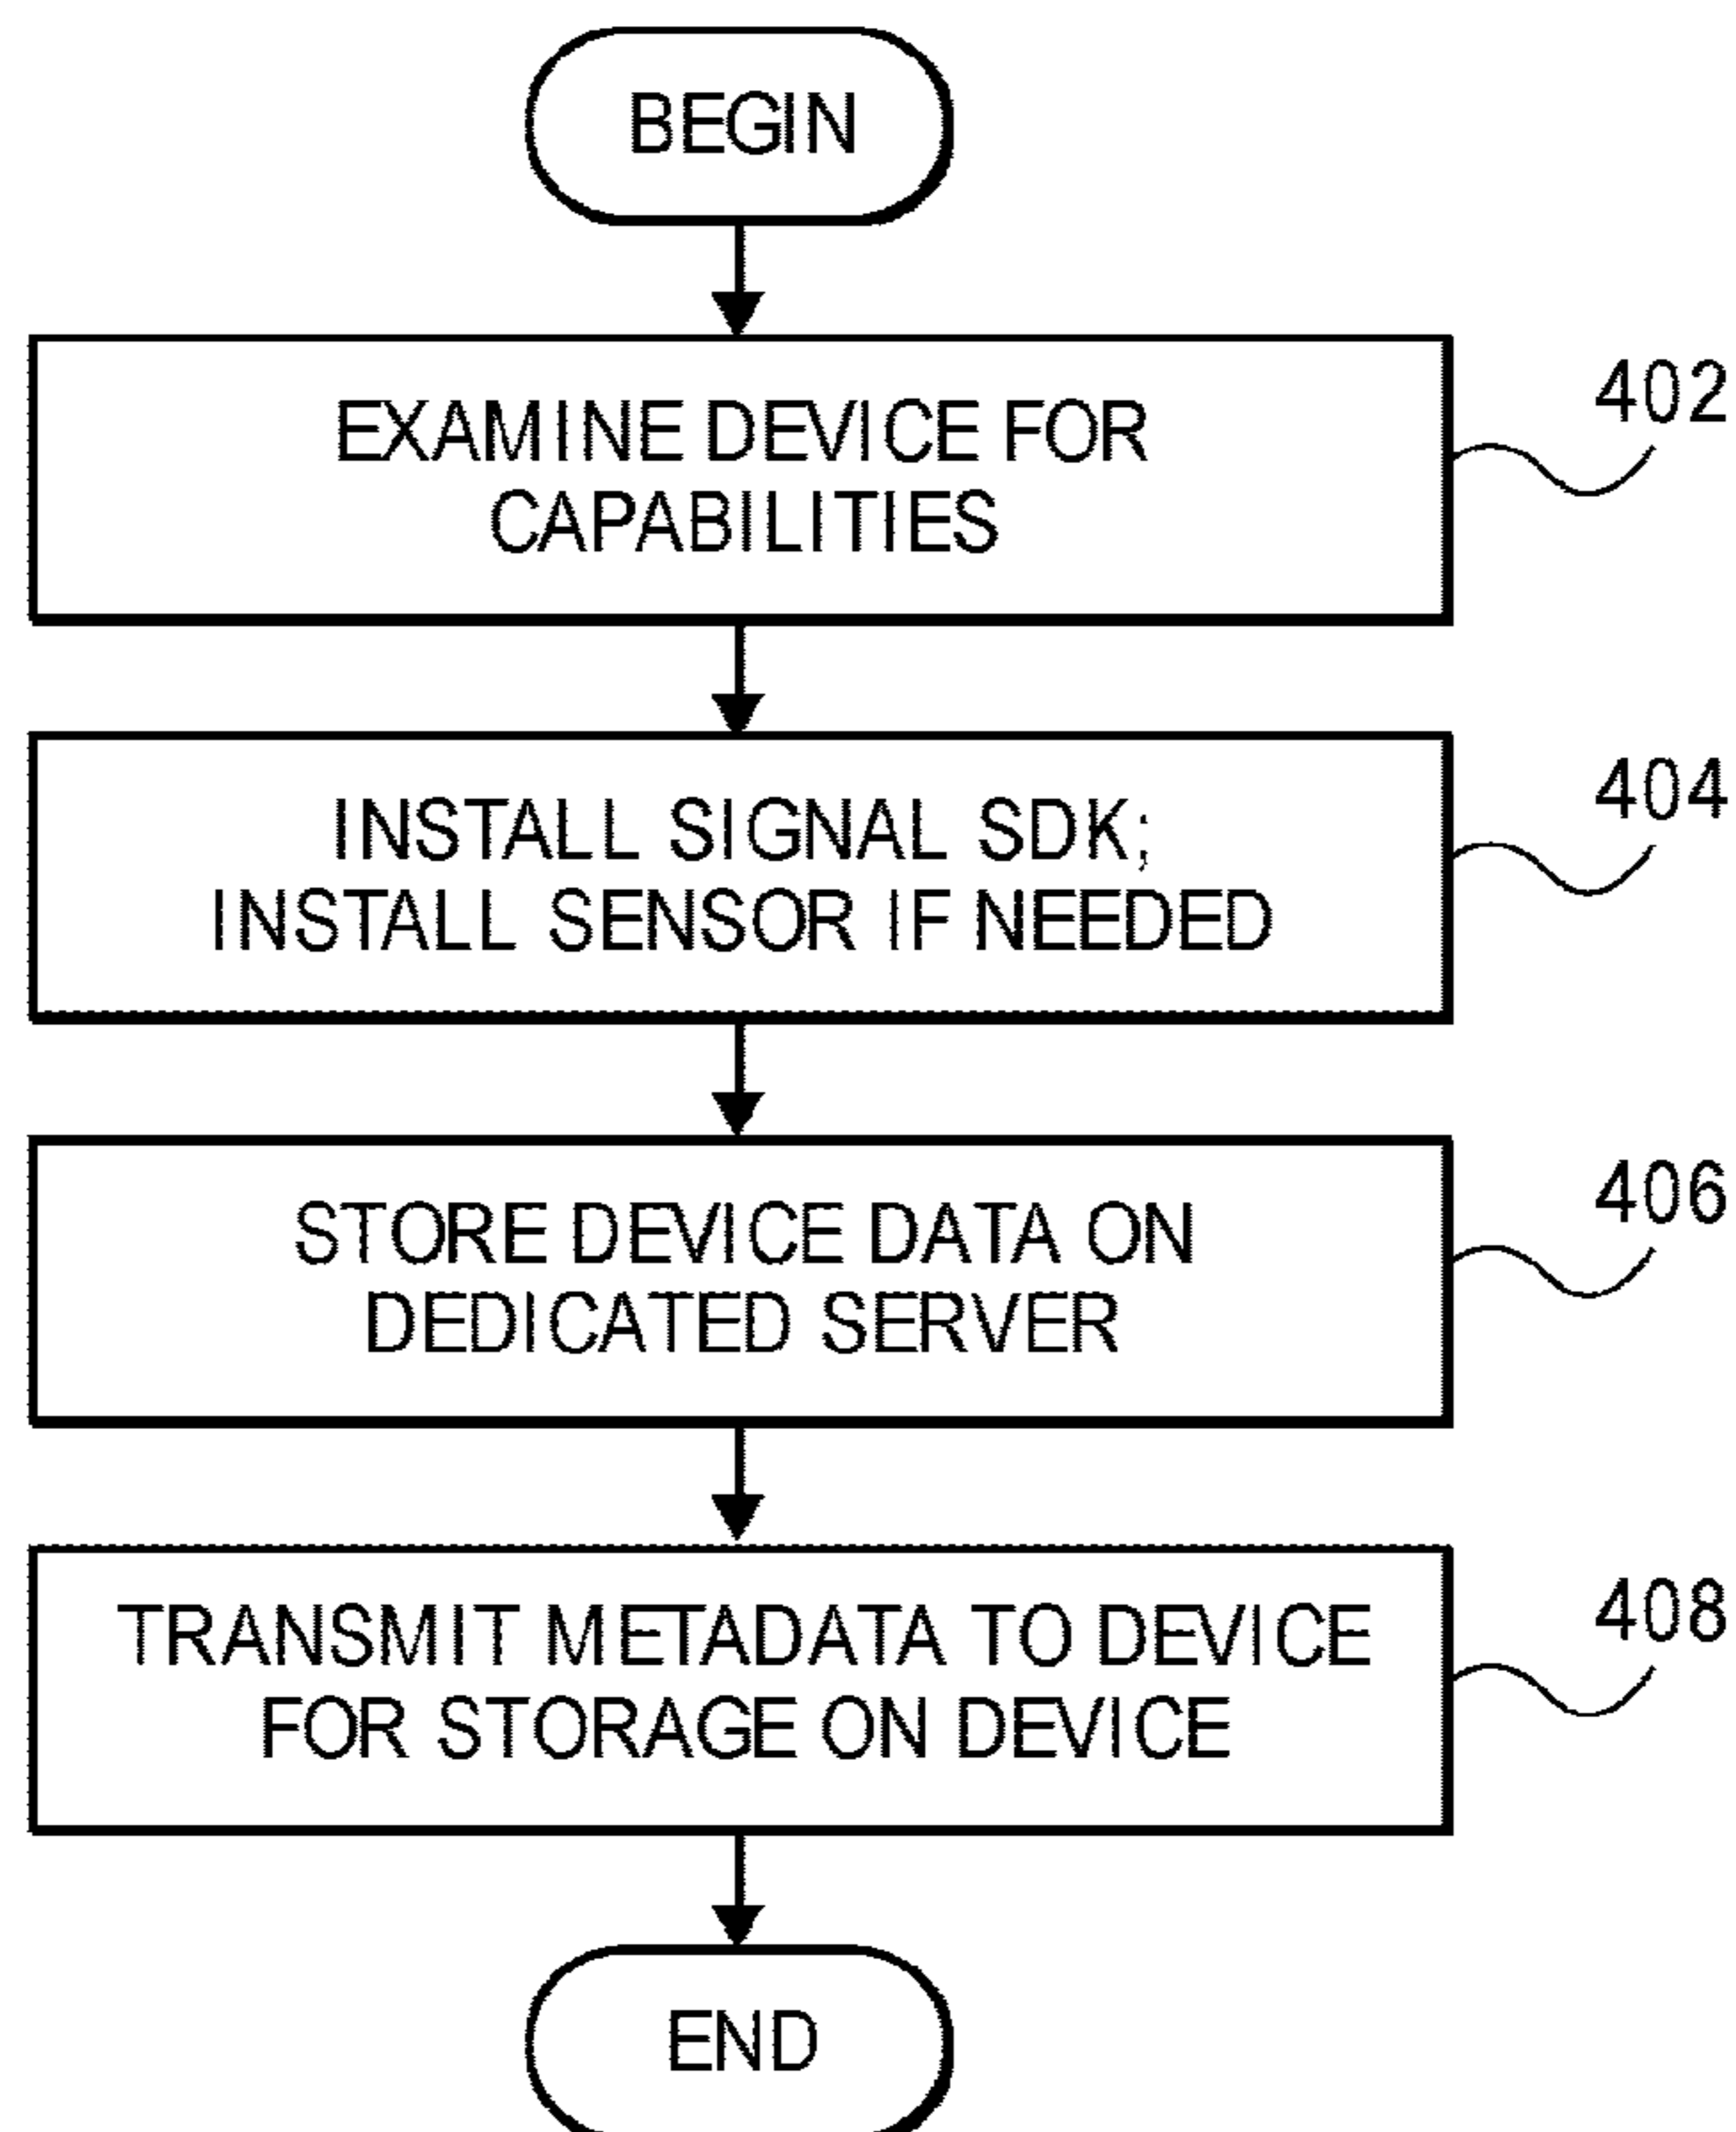 BEGIN
EXAMINE DEVICE FOR
CAPABILITIES
402
INSTALL SIGNAL SDK;
INSTALL SENSOR IF NEEDED
404
STORE DEVICE DATA ON
DEDICATED SERVER
406
TRANSMIT METADATA TO DEVICE
FOR STORAGE ON DEVICE
408
END